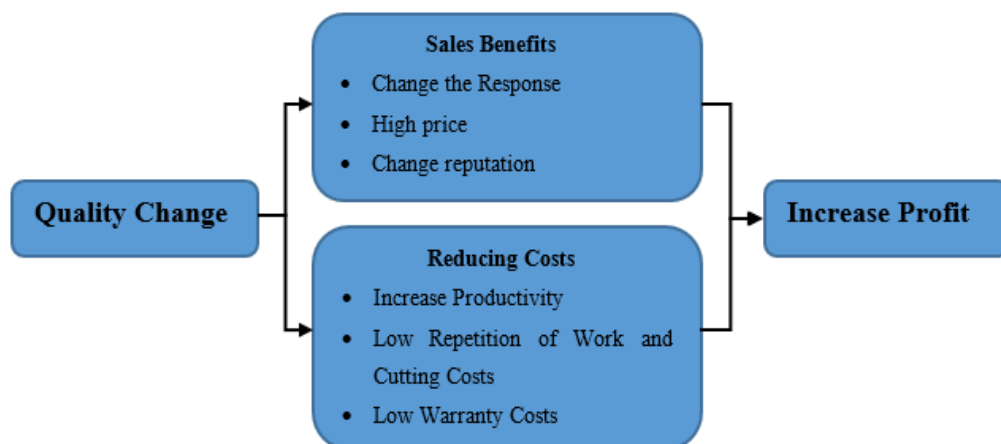 Sales Benefits
• Change the Response
• High price
• Change reputation
Quality Change
Increase Profit
Reducing Costs
• Increase Productivity
• Low Repetition of Work and
Cutting Costs
• Low Warranty Costs